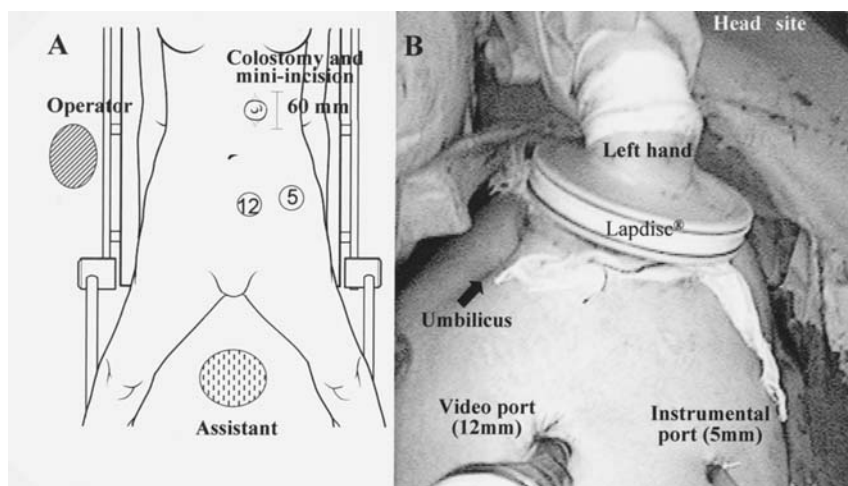 A
Colostomy and
mini-incision
Operator
60 mm
12
5
Assistant
B
Head site
Left hand
Lapdisc®
Umbilicus
Video port
(12mm)
Instrumental
port (5mm)